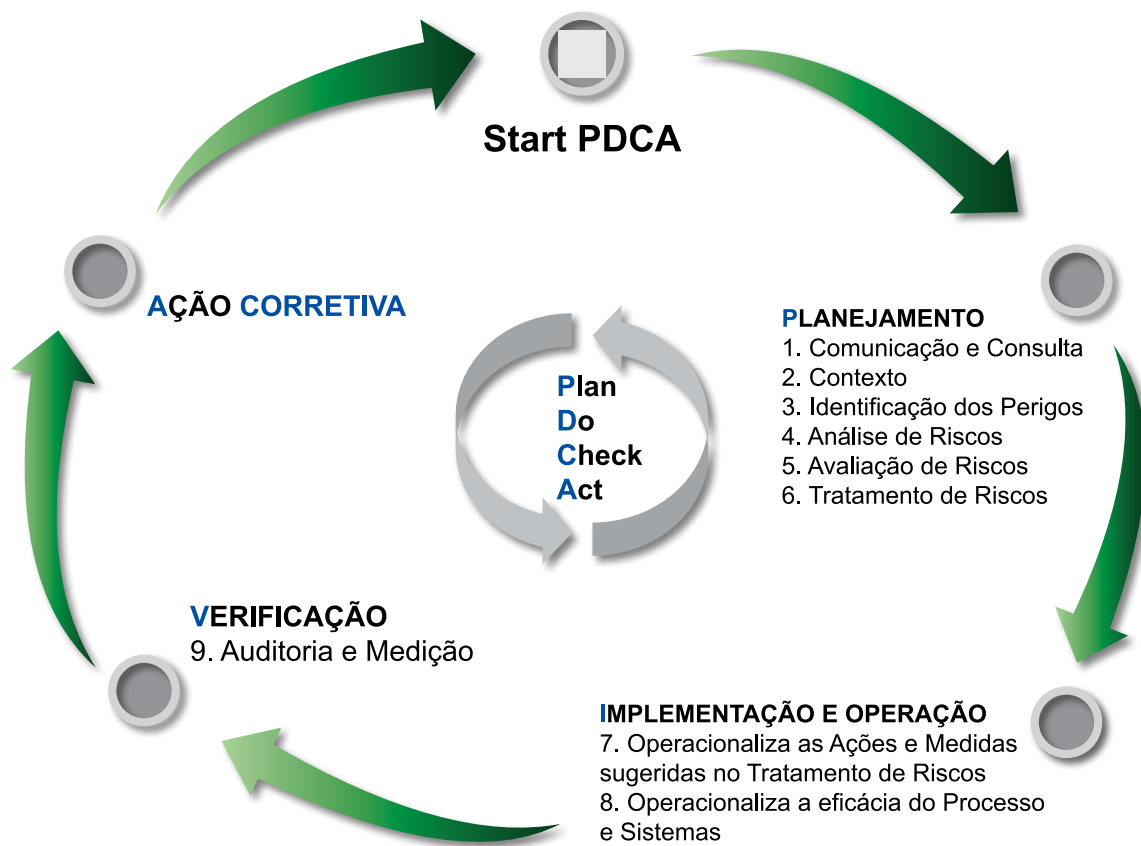 Start PDCA
PLANEJAMENTO
1. Comunicação e Consulta
2. Contexto
3. Identificação dos Perigos
4. Análise de Riscos
5. Avaliação de Riscos
6. Tratamento de Riscos
IMPLEMENTAÇÃO E OPERAÇÃO
7. Operacionaliza as Ações e Medidas
sugeridas no Tratamento de Riscos
8. Operacionaliza a eficácia do Processo
e Sistemas
VERIFICAÇÃO
9. Auditoria e Medição
AÇÃO CORRETIVA
Plan
Do
Check
Act